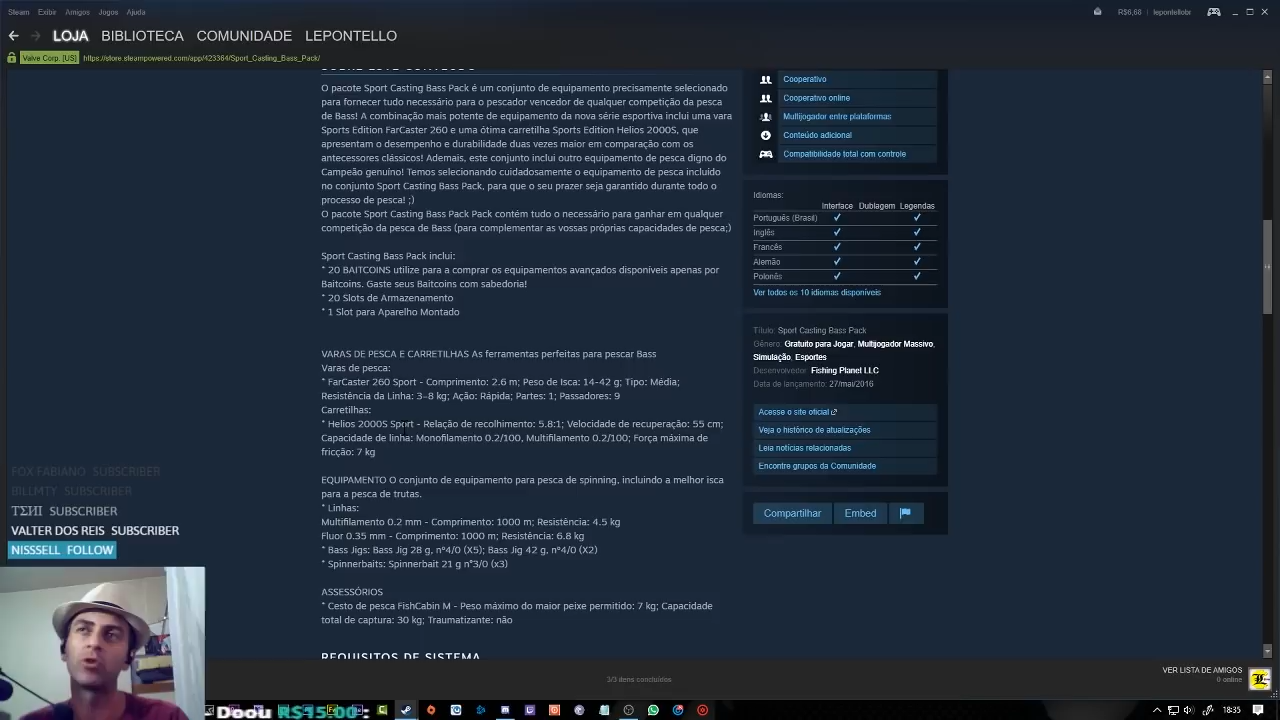 Steam Exibir Amigos Jogos Ajuda
R$6,68 lepontellobr
LOJA BIBLIOTECA COMUNIDADE LEPONTELLO
Valve Corp. [US] https://store.steampowered.com/app/423364/Sport_Casting_Bass_Pack/
O pacote Sport Casting Bass Pack é um conjunto de equipamento precisamente selecionado
para fornecer tudo necessário para o pescador vencedor de qualquer competição da pesca
de Bass! A combinação mais potente de equipamento da nova série esportiva inclui uma vara
Sports Edition FarCaster 260 e uma ótima carretilha Sports Edition Helios 2000S, que
apresentam o desempenho e durabilidade duas vezes maior em comparação com os
antecessores clássicos! Ademais, este conjunto inclui outro equipamento de pesca digno do
Campeão genuíno! Temos selecionando cuidadosamente o equipamento de pesca incluído
no conjunto Sport Casting Bass Pack, para que o seu prazer seja garantido durante todo o
processo de pesca! ;)
O pacote Sport Casting Bass Pack Pack contém tudo o necessário para ganhar em qualquer
competição da pesca de Bass (para complementar as vossas próprias capacidades de pesca;)
Sport Casting Bass Pack inclui:
* 20 BAITCOINS utilize para a comprar os equipamentos avançados disponíveis apenas por
Baitcoins. Gaste seus Baitcoins com sabedoria!
* 20 Slots de Armazenamento
* 1 Slot para Aparelho Montado
VARAS DE PESCA E CARRETILHAS As ferramentas perfeitas para pescar Bass
Varas de pesca:
* FarCaster 260 Sport - Comprimento: 2.6 m; Peso de Isca: 14-42 g; Tipo: Média;
Resistência da Linha: 3–8 kg; Ação: Rápida; Partes: 1; Passadores: 9
Carretilhas:
* Helios 2000S Sport - Relação de recolhimento: 5.8:1; Velocidade de recuperação: 55 cm;
Capacidade de linha: Monofilamento 0.2/100, Multifilamento 0.2/100; Força máxima de
fricção: 7 kg
EQUIPAMENTO O conjunto de equipamento para pesca de spinning, incluindo a melhor isca
para a pesca de trutas.
* Linhas:
Multifilamento 0.2 mm - Comprimento: 1000 m; Resistência: 4.5 kg
Fluor 0.35 mm - Comprimento: 1000 m; Resistência: 6.8 kg
* Bass Jigs: Bass Jig 28 g, nº4/0 (X5); Bass Jig 42 g, nº4/0 (X2)
* Spinnerbaits: Spinnerbait 21 g n°3/0 (x3)
ASSESSÓRIOS
* Cesto de pesca FishCabin M - Peso máximo do maior peixe permitido: 7 kg; Capacidade
total de captura: 30 kg; Traumatizante: não
REQUISITOS DE SISTEMA
Cooperativo
Cooperativo online
Multijogador entre plataformas
Conteúdo adicional
Compatibilidade total com controle
Idiomas:
Interface Dublagem Legendas
Português (Brasil)
Inglês
Francês
Alemão
Polonês
Ver todos os 10 idiomas disponíveis
Título: Sport Casting Bass Pack
Gênero: Gratuito para Jogar, Multijogador Massivo,
Simulação, Esportes
Desenvolvedor: Fishing Planet LLC
Data de lançamento: 27/mai/2016
Acesse o site oficial
Veja o histórico de atualizações
Leia notícias relacionadas
Encontre grupos da Comunidade
Compartilhar Embed
FOX FABIANO SUBSCRIBER
BILLMTY SUBSCRIBER
ΤΣΉΙ SUBSCRIBER
VALTER DOS REIS SUBSCRIBER
NISSSELL FOLLOW
3/3 itens concluídos
VER LISTA DE AMIGOS
0 online
Doou R$15.00:
18:35